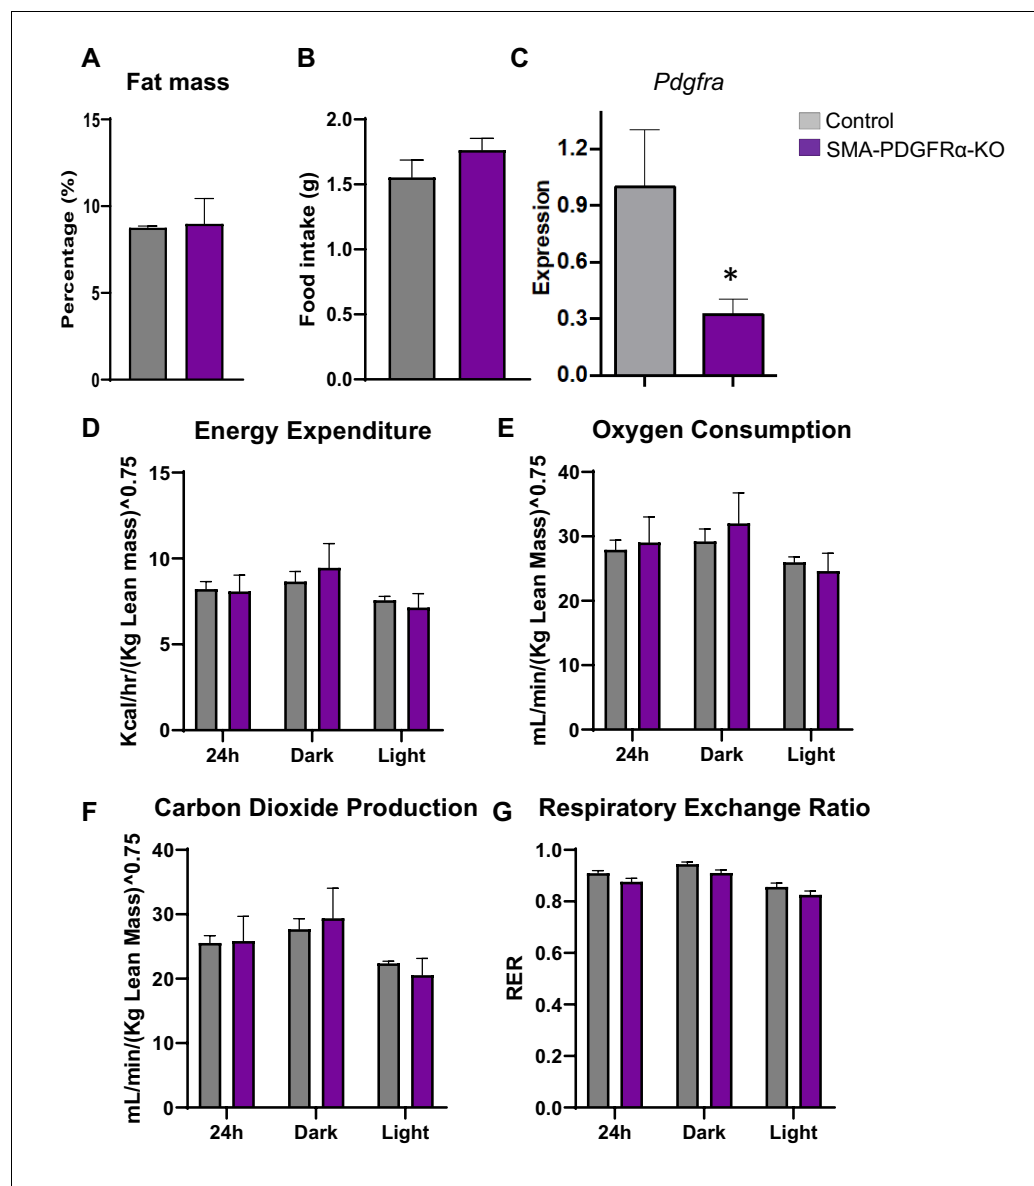 A
Fat mass
Percentage (%)
15
10
5
0
B
Food intake (g)
2.0
1.5
1.0
0.5
0.0
C
Pdgfra
Expression
1.2
0.9
0.6
0.3
0.0
*
Control
SMA-PDGFRα-KO
D
Energy Expenditure
Kcal/hr/(Kg Lean mass)^0.75
15
10
5
0
24h Dark Light
E
Oxygen Consumption
mL/min/(Kg Lean Mass)^0.75
40
30
20
10
0
24h Dark Light
F
Carbon Dioxide Production
mL/min/(Kg Lean Mass)^0.75
40
30
20
10
0
24h Dark Light
G
Respiratory Exchange Ratio
RER
1.0
0.8
0.6
0.4
0.2
0.0
24h Dark Light